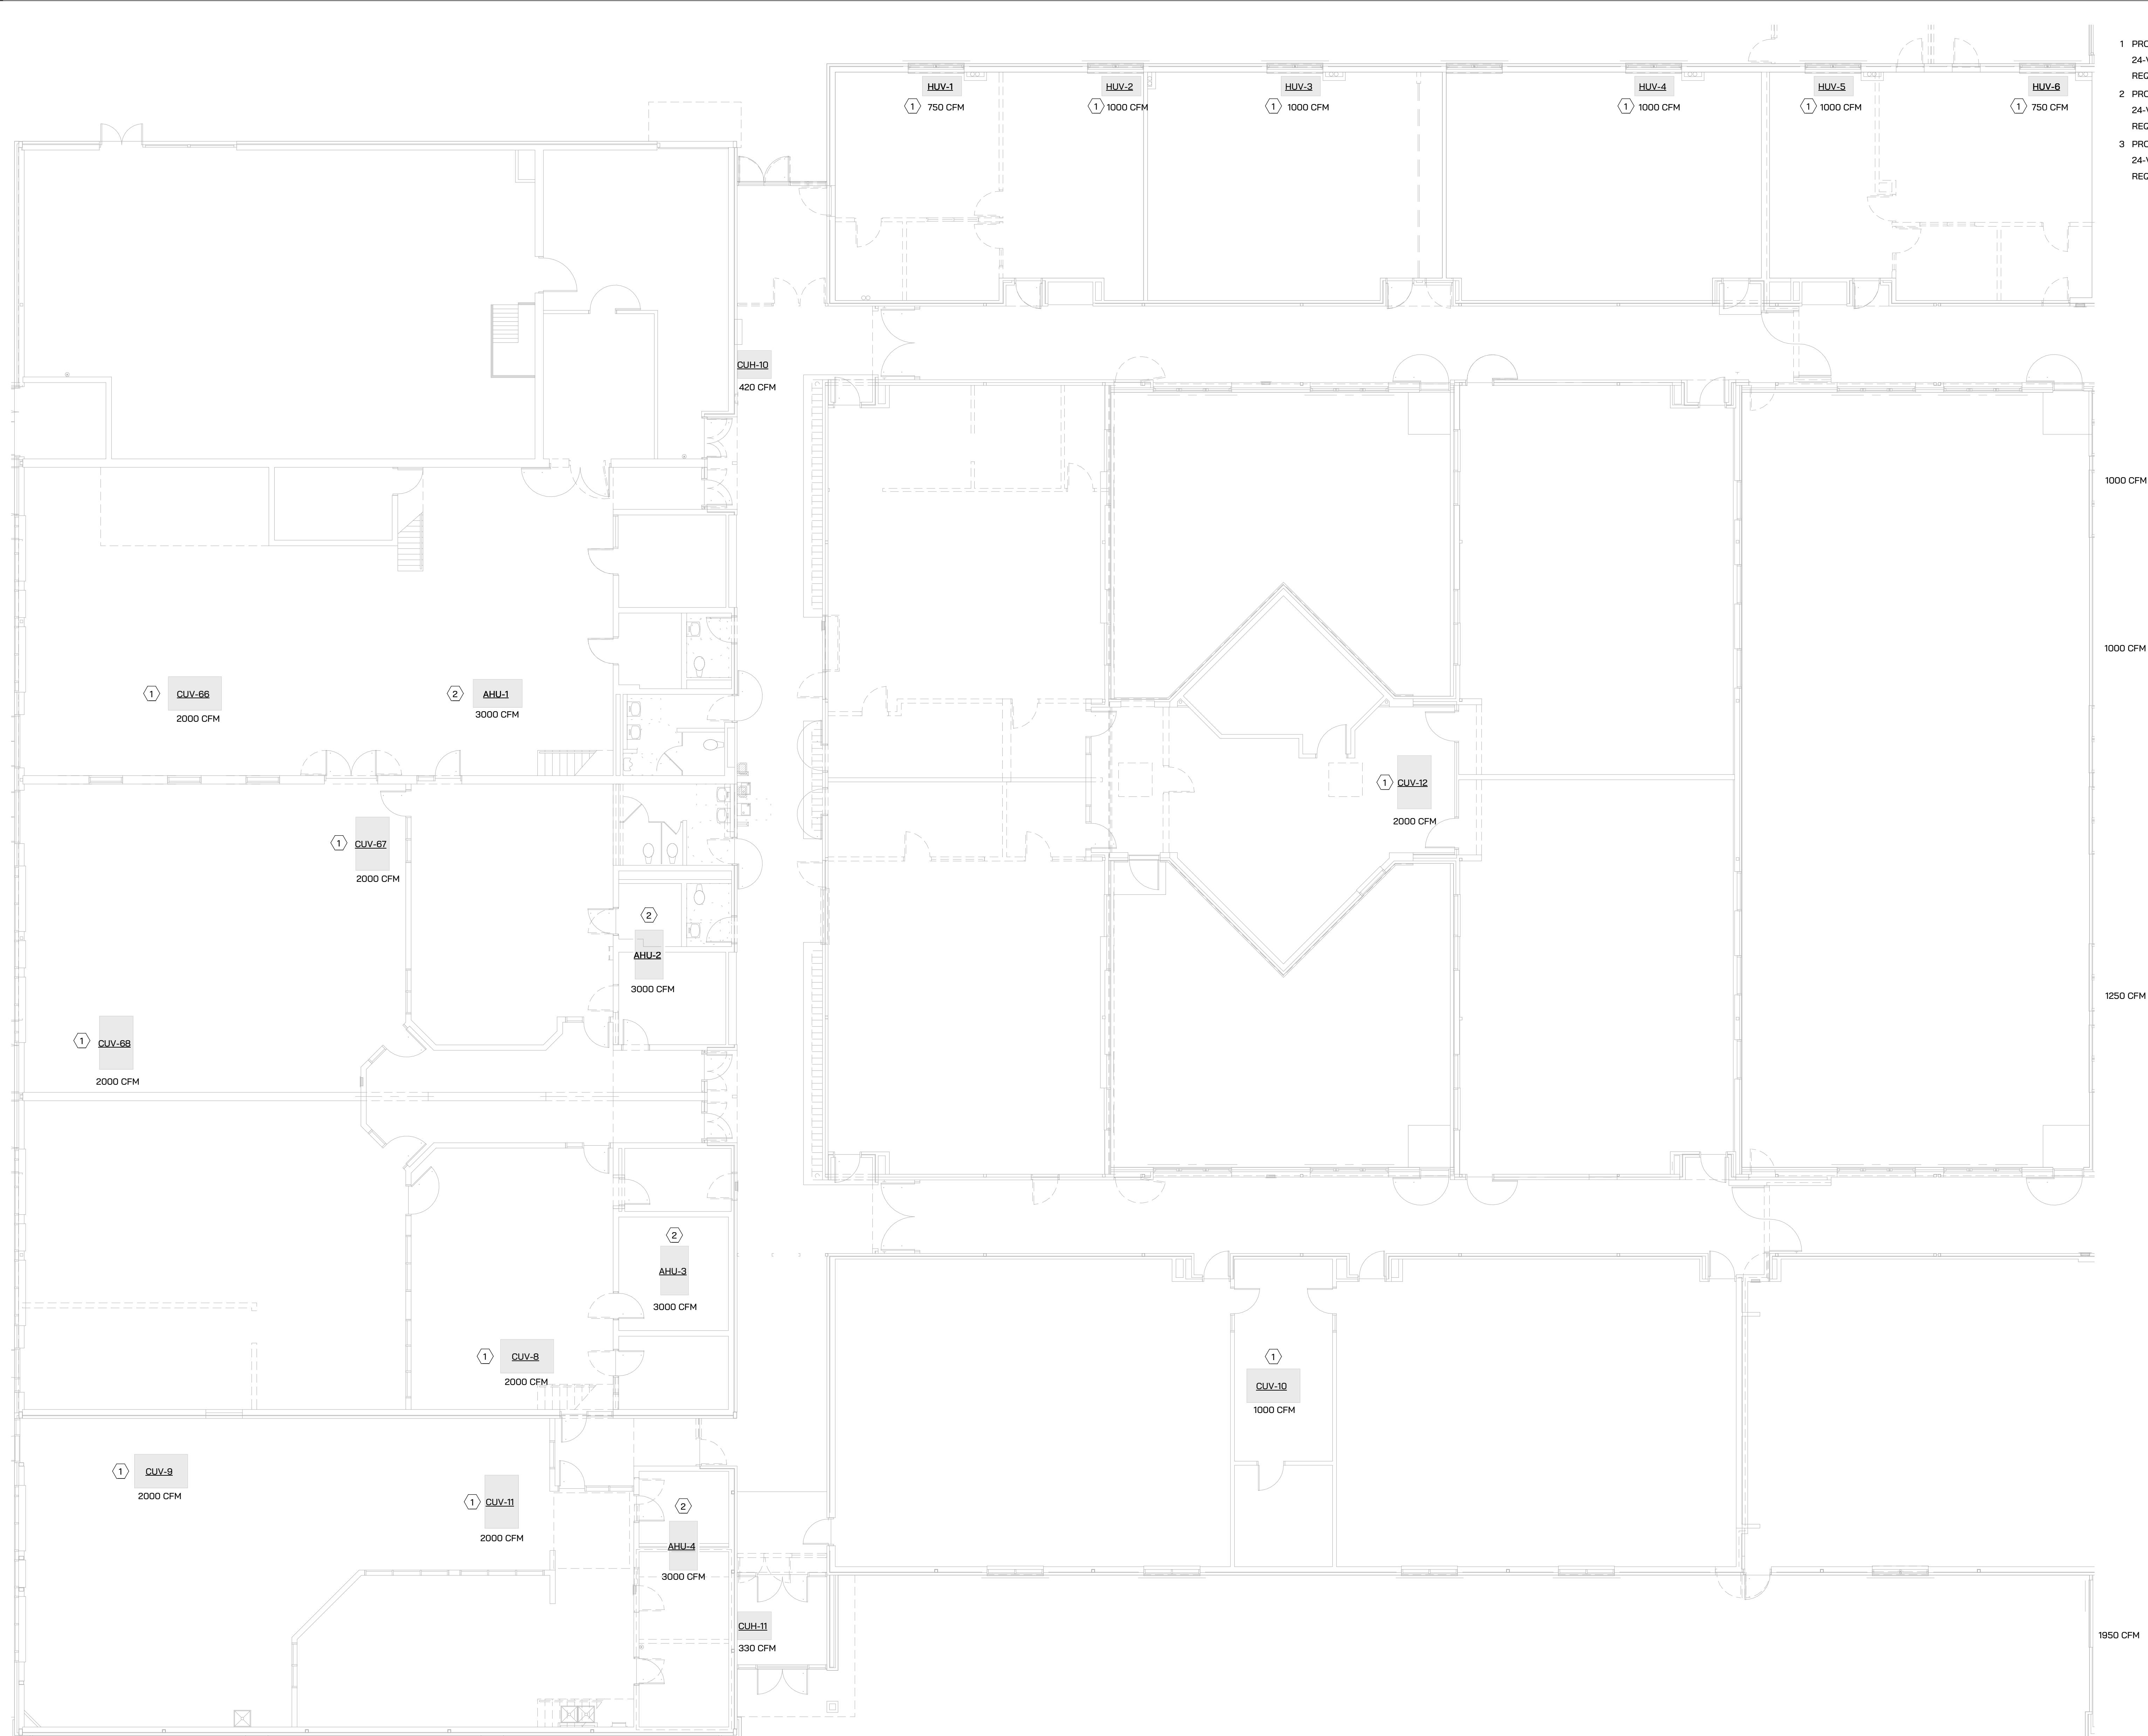 1 PRO
24-V
REQ
2 PRO
24-V
REQ
3 PRO
24-V
REQ
HUV-1
1 750 CFM
HUV-2
1 1000 CFM
HUV-3
1 1000 CFM
HUV-4
1 1000 CFM
HUV-5
1 1000 CFM
HUV-6
1 750 CFM
CUH-10
420 CFM
1000 CFM
1000 CFM
1 CUV-66
2000 CFM
2 AHU-1
3000 CFM
1 CUV-12
2000 CFM
1 CUV-67
2000 CFM
2
AHU-2
3000 CFM
1250 CFM
1 CUV-68
2000 CFM
2
AHU-3
3000 CFM
1 CUV-8
2000 CFM
1
CUV-10
1000 CFM
1 CUV-9
2000 CFM
1 CUV-11
2000 CFM
2
AHU-4
3000 CFM
CUH-11
330 CFM
1950 CFM